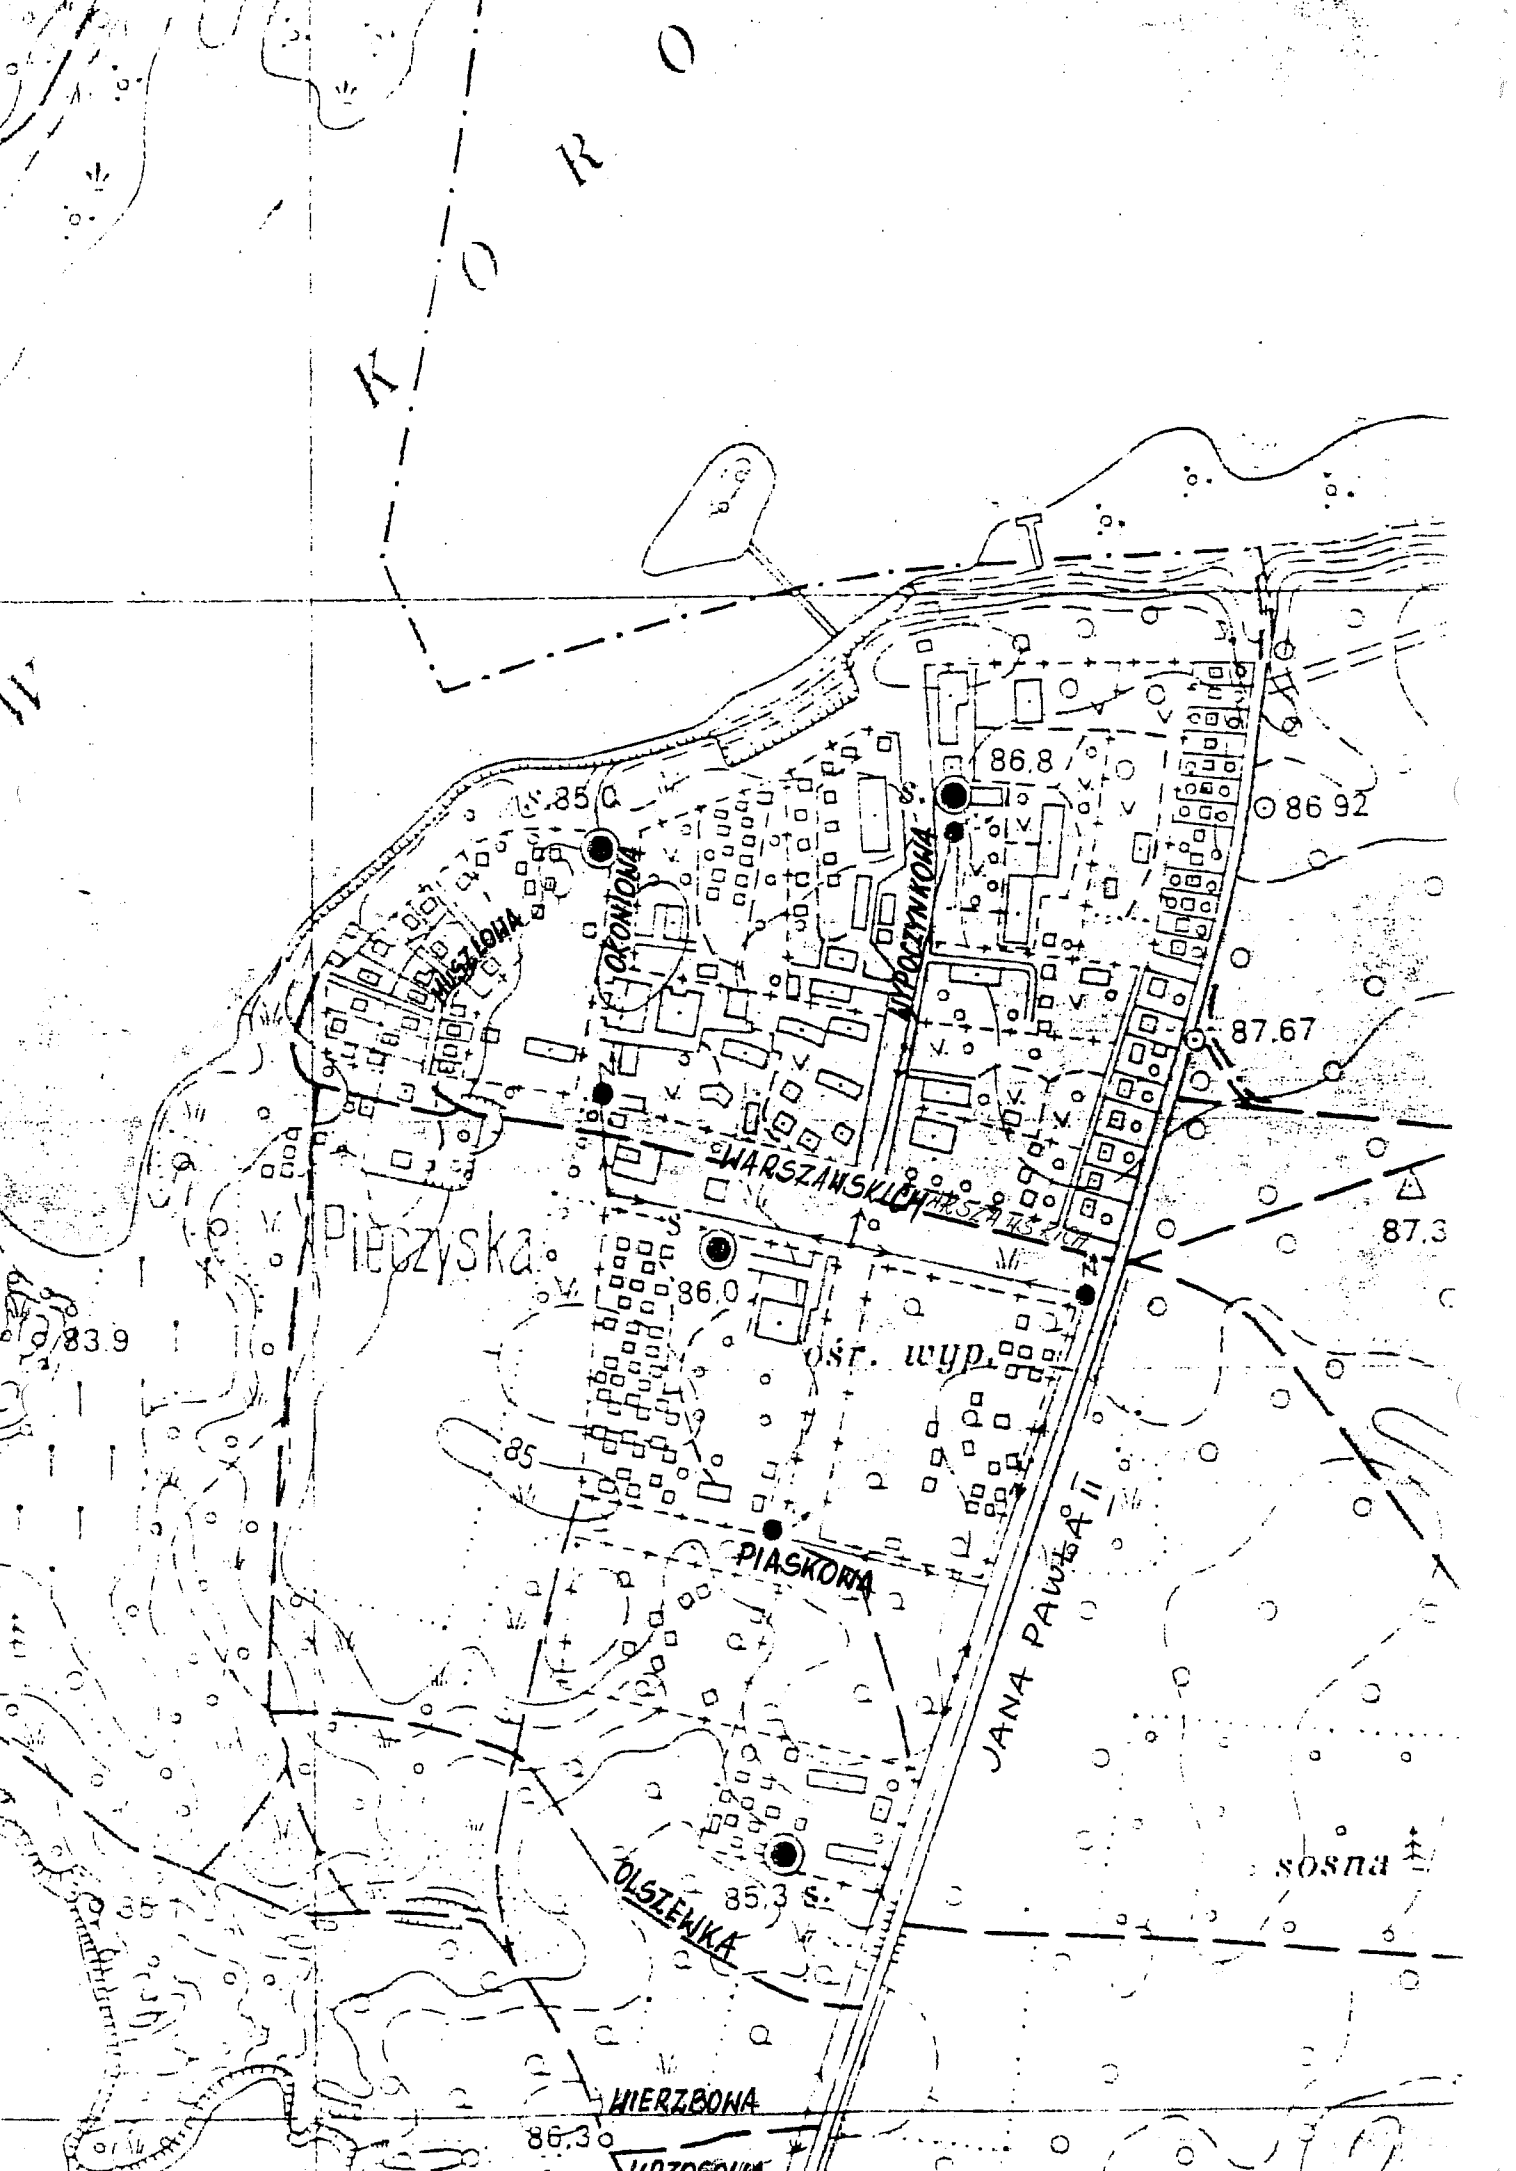 K O R O
86.8
85.0
86 92
s.
OKONIOWA
WYPOCZYNKOWA
MUSZLOWA
87.67
WARSZAWSKICH
WARSZAWSKICH
Pieczyska
87.3
s
86.0
83.9
ośr. wyp.
85
PIASKOWA
JANA PAWŁA II
sosna
OLSZEWKA
85.3 s.
WIERZBOWA
86.3